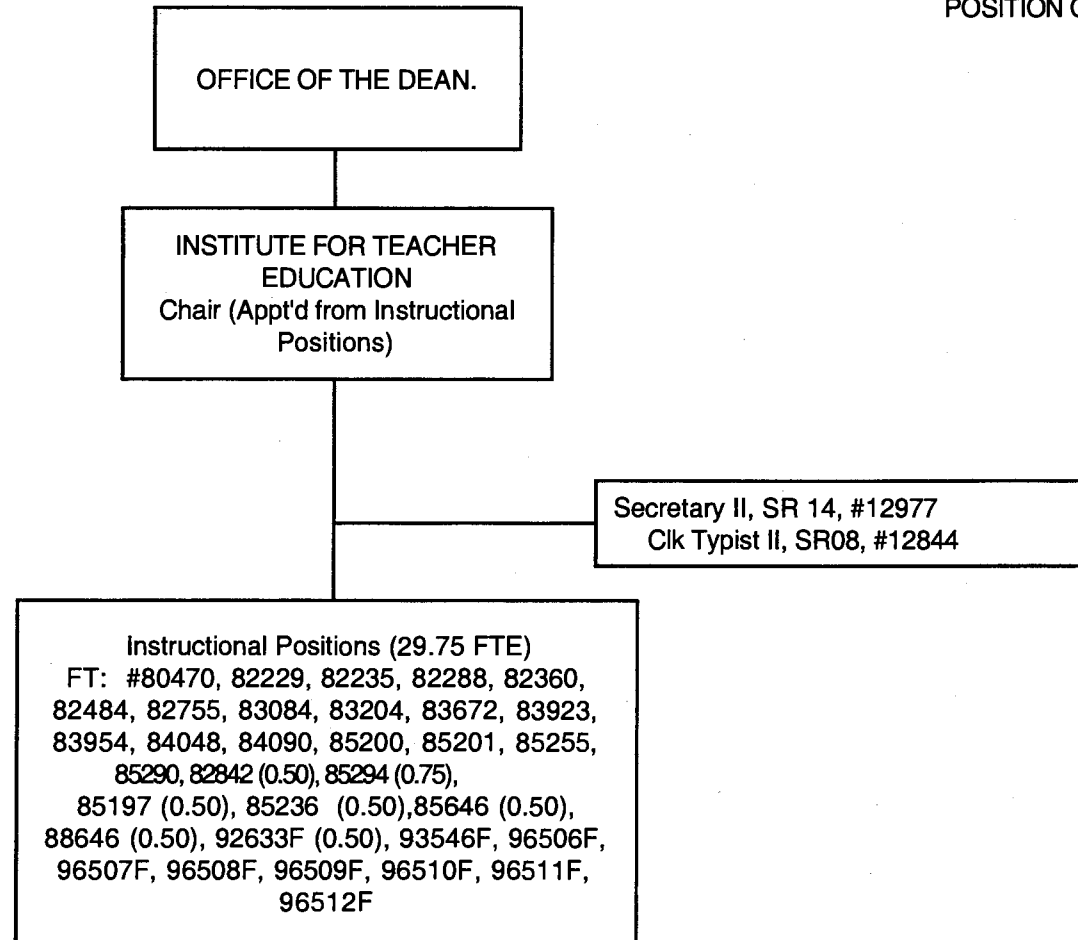 POSITION
OFFICE OF THE DEAN.
INSTITUTE FOR TEACHER
EDUCATION
Chair (Appt'd from Instructional
Positions)
Secretary II, SR 14, #12977
Clk Typist II, SR08, #12844
Instructional Positions (29.75 FTE)
FT: #80470, 82229, 82235, 82288, 82360,
82484, 82755, 83084, 83204, 83672, 83923,
83954, 84048, 84090, 85200, 85201, 85255,
85290, 82842 (0.50), 85294 (0.75),
85197 (0.50), 85236 (0.50),85646 (0.50),
88646 (0.50), 92633F (0.50), 93546F, 96506F,
96507F, 96508F, 96509F, 96510F, 96511F,
96512F